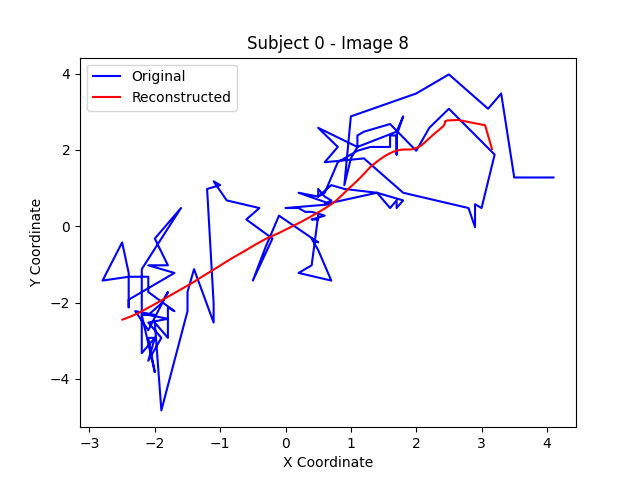 Subject 0 - Image 8
Original
Reconstructed
Y Coordinate
4
2
0
−2
−4
−3
−2
−1
0
1
2
3
4
X Coordinate